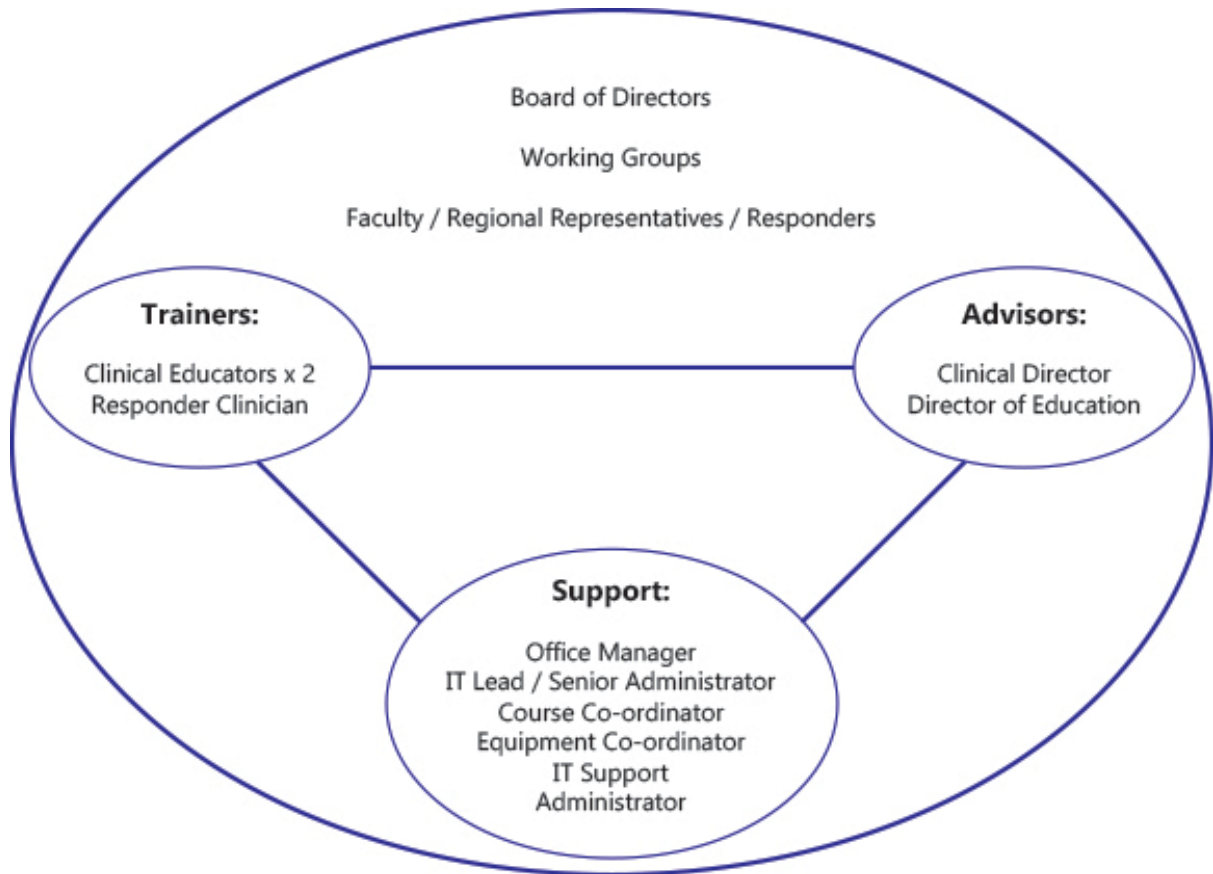 Board of Directors
Working Groups
Faculty / Regional Representatives / Responders
Trainers:
Clinical Educators x 2
Responder Clinician
Advisors:
Clinical Director
Director of Education
Support:
Office Manager
IT Lead / Senior Administrator
Course Co-ordinator
Equipment Co-ordinator
IT Support
Administrator